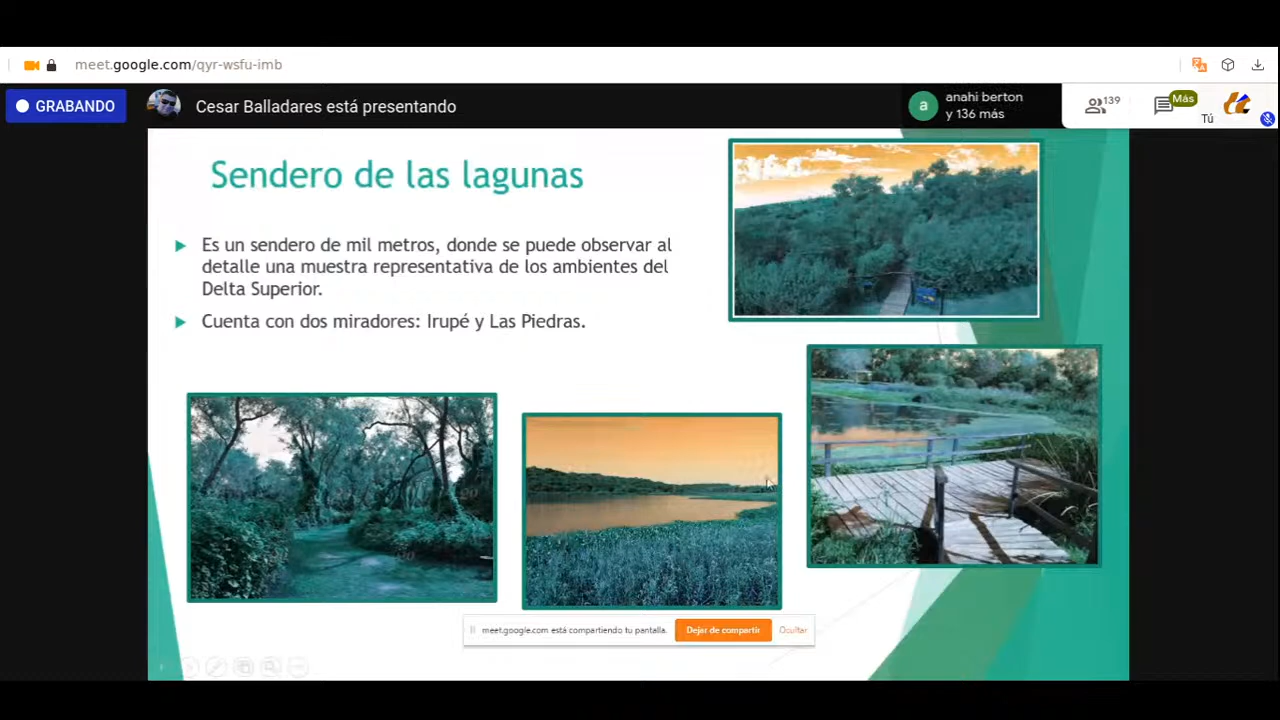 meet.google.com/qyr-wsfu-imb
GRABANDO
Cesar Balladares está presentando
a
anahi berton
y 136 más
139
Más
Tú
Sendero de las lagunas
Es un sendero de mil metros, donde se puede observar al
detalle una muestra representativa de los ambientes del
Delta Superior.
Cuenta con dos miradores: Irupé y Las Piedras.
meet.google.com está compartiendo tu pantalla.
Dejar de compartir
Ocultar